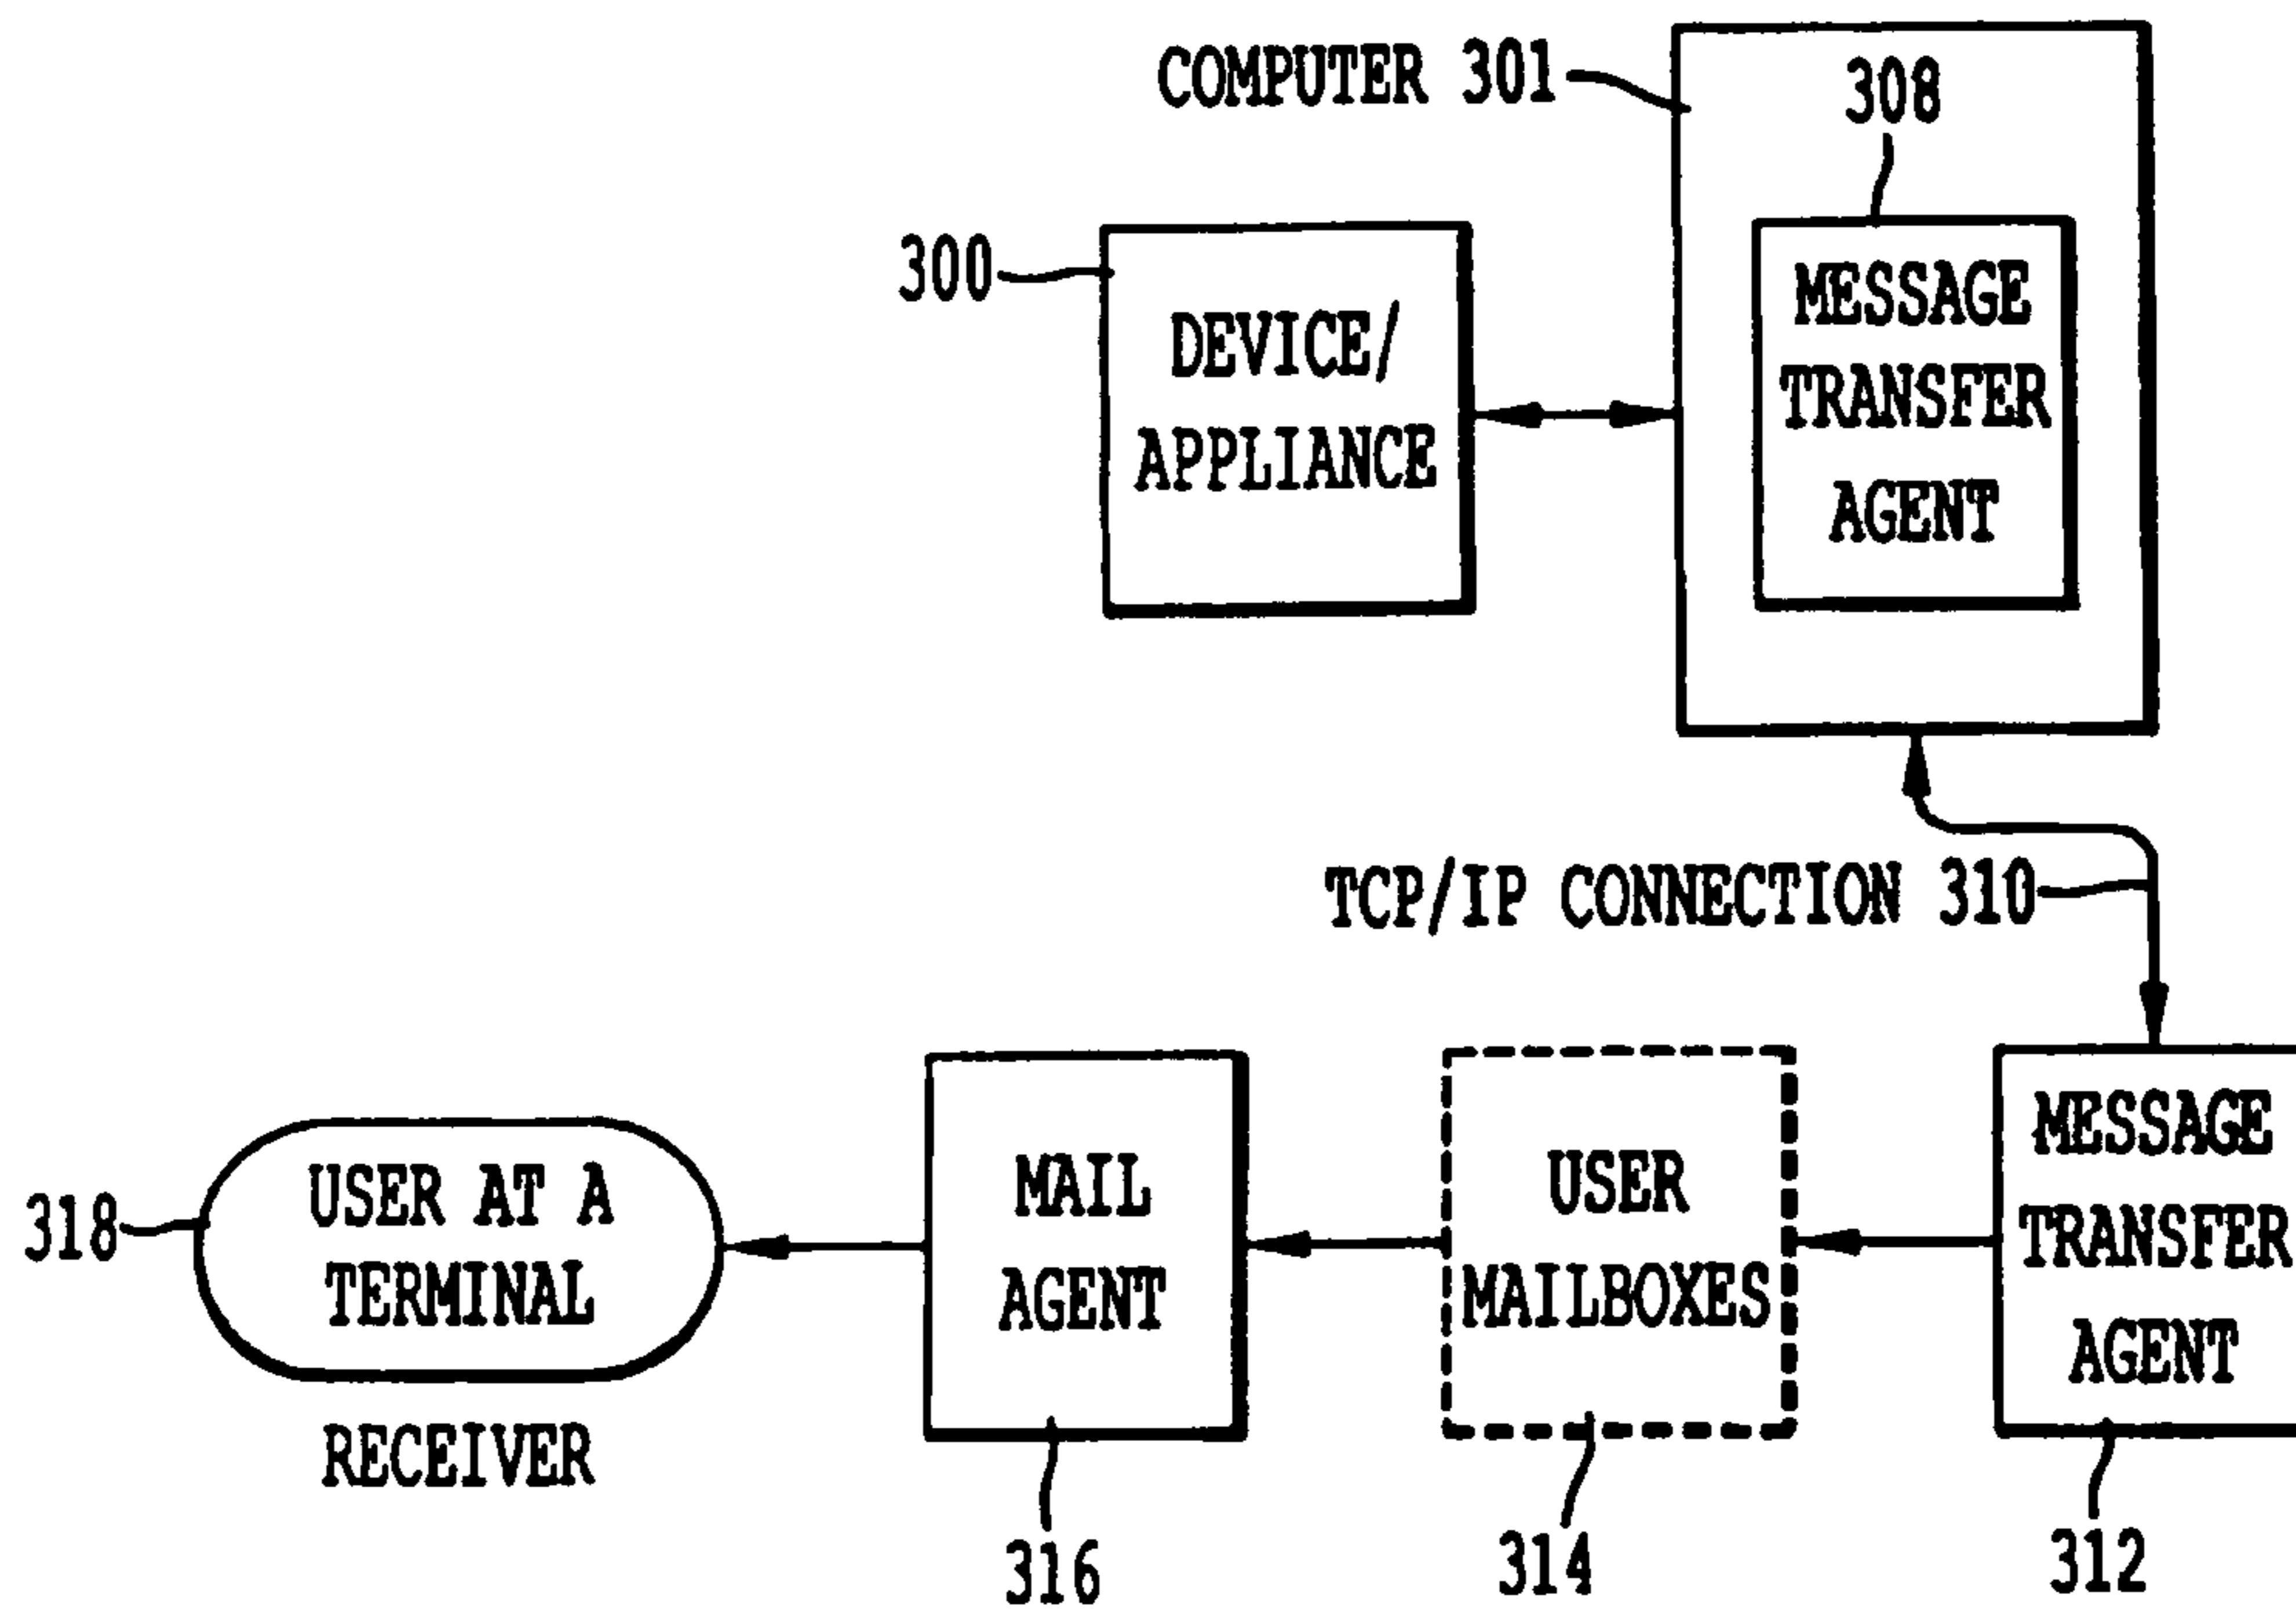 COMPUTER 301
308
300
DEVICE/
APPLIANCE
MESSAGE
TRANSFER
AGENT
TCP/IP CONNECTION 310
318
USER AT A
TERMINAL
RECEIVER
MAIL
AGENT
316
USER
MAILBOXES
314
MESSAGE
TRANSFER
AGENT
312